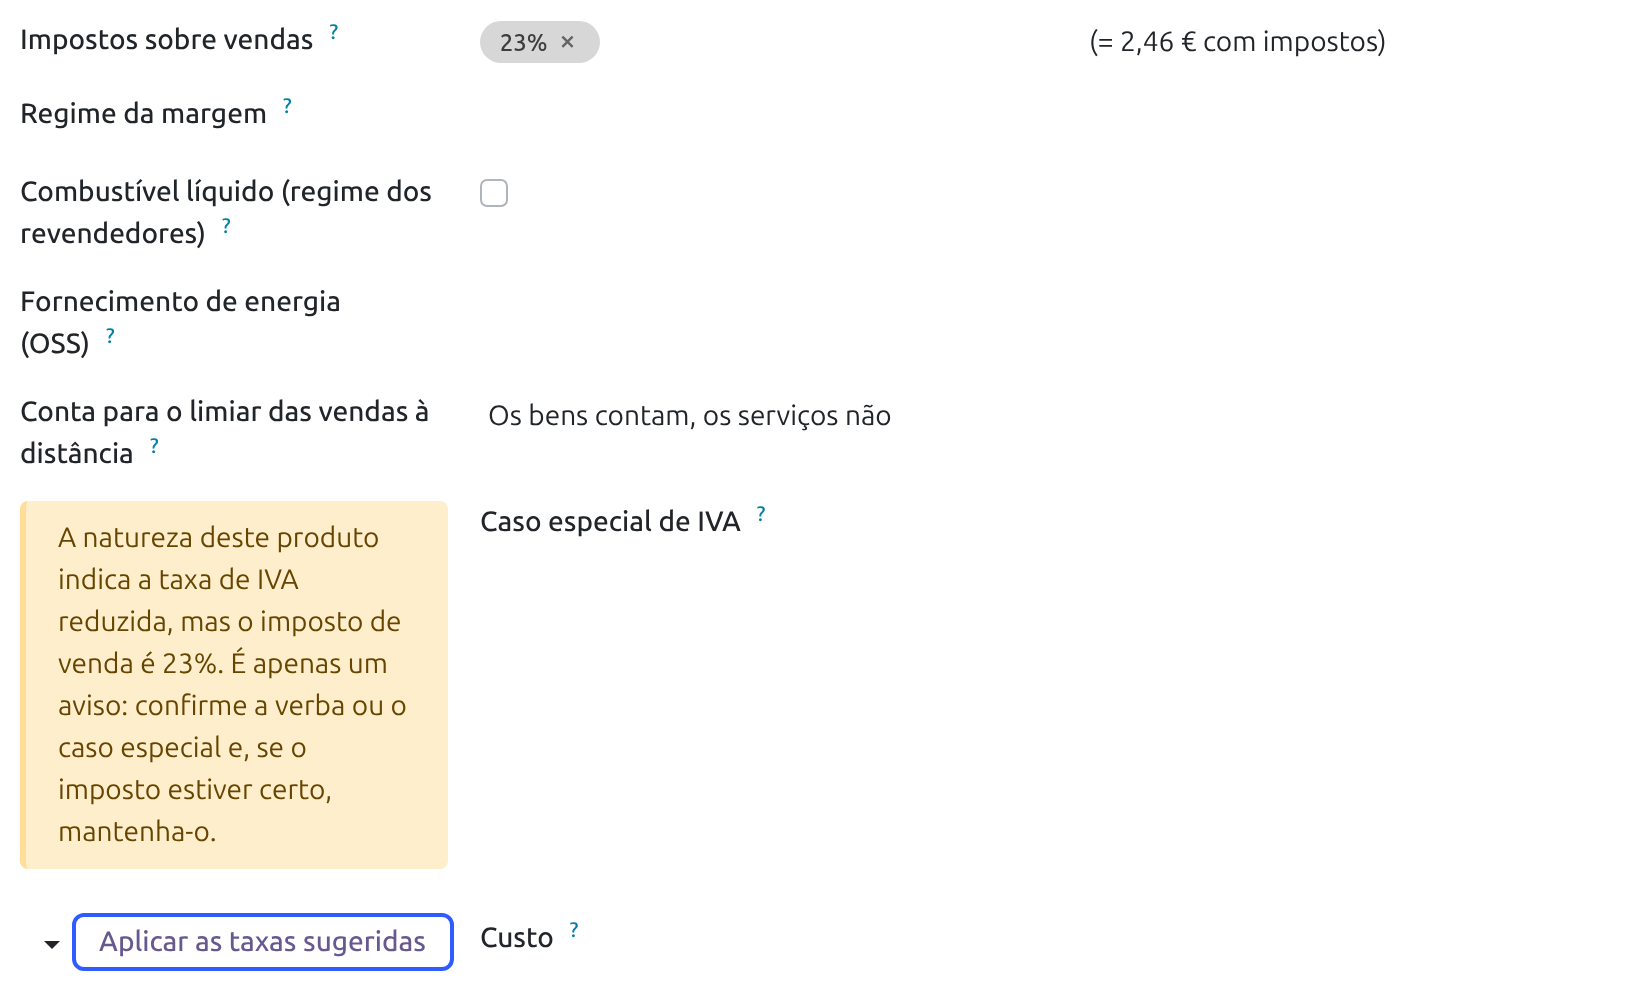 Impostos sobre vendas ?
23% ×
(= 2,46 € com impostos)
Regime da margem ?
Combustível líquido (regime dos
revendedores) ?
Fornecimento de energia
(OSS) ?
Conta para o limiar das vendas à
distância ?
Os bens contam, os serviços não
A natureza deste produto
indica a taxa de IVA
reduzida, mas o imposto de
venda é 23%. É apenas um
aviso: confirme a verba ou o
caso especial e, se o
imposto estiver certo,
mantenha-o.
Caso especial de IVA ?
Aplicar as taxas sugeridas
Custo ?